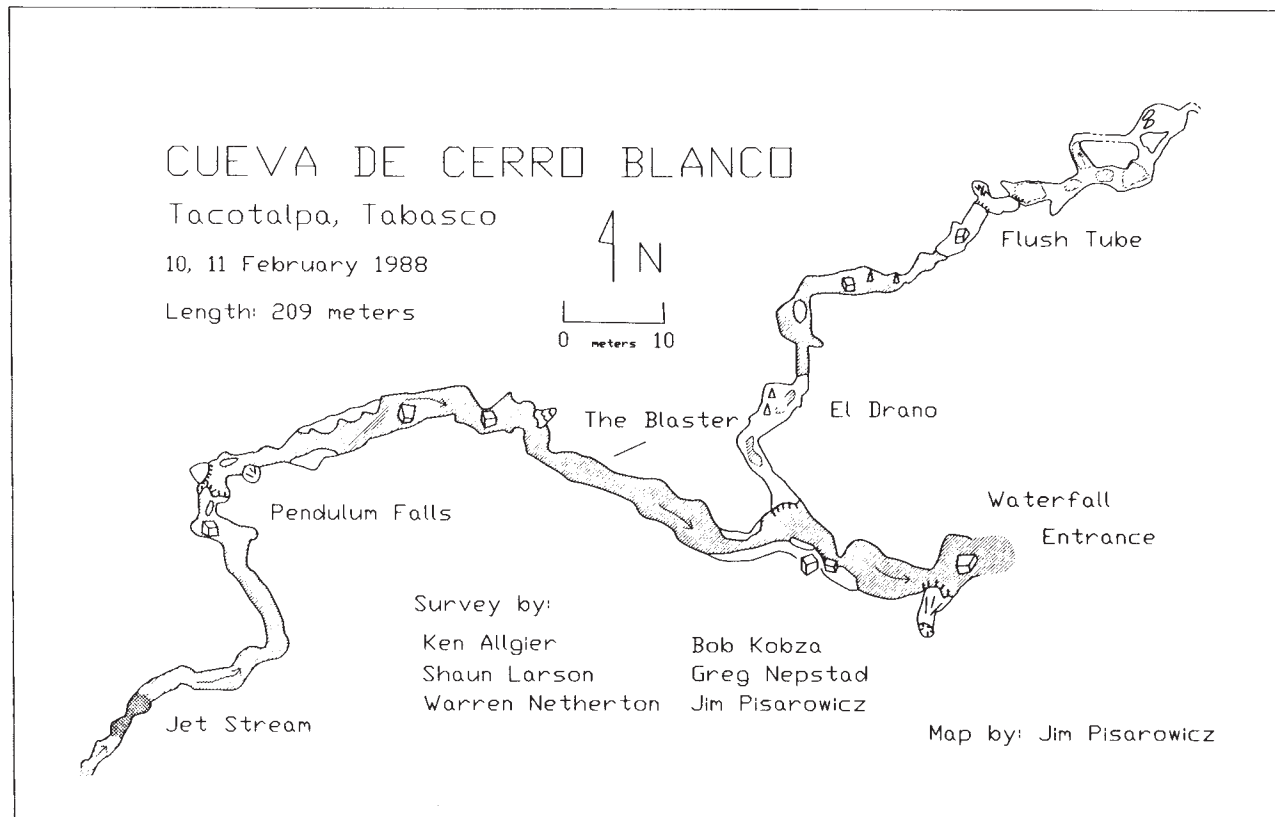 CUEVA DE CERRO BLANCO
Tacotalpa, Tabasco
10, 11 February 1988
Length: 209 meters
N
0 meters 10
Flush Tube
The Blaster
El Drano
Pendulum Falls
Waterfall
Entrance
Jet Stream
Survey by:
Ken Allgier
Shaun Larson
Warren Netherton
Bob Kobza
Greg Nepstad
Jim Pisarowicz
Map by: Jim Pisarowicz